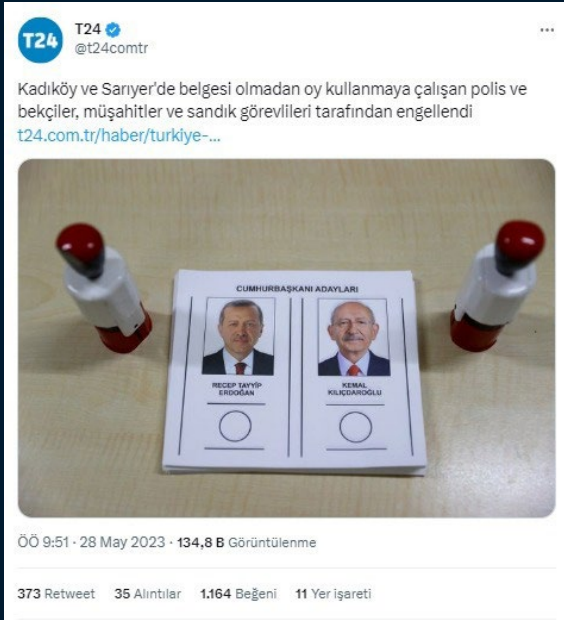 T24
T24
@t24comtr
Kadıköy ve Sarıyer'de belgesi olmadan oy kullanmaya çalışan polis ve
bekçiler, müşahitler ve sandık görevlileri tarafından engellendi
t24.com.tr/haber/turkiye-...
CUMHURBAŞKANI ADAYLARI
RECEP TAYYİP
ERDOĞAN
KEMAL
KILIÇDAROĞLU
ÖÖ 9:51 · 28 May 2023 · 134,8 B Görüntülenme
373 Retweet 35 Alıntılar 1.164 Beğeni 11 Yer işareti